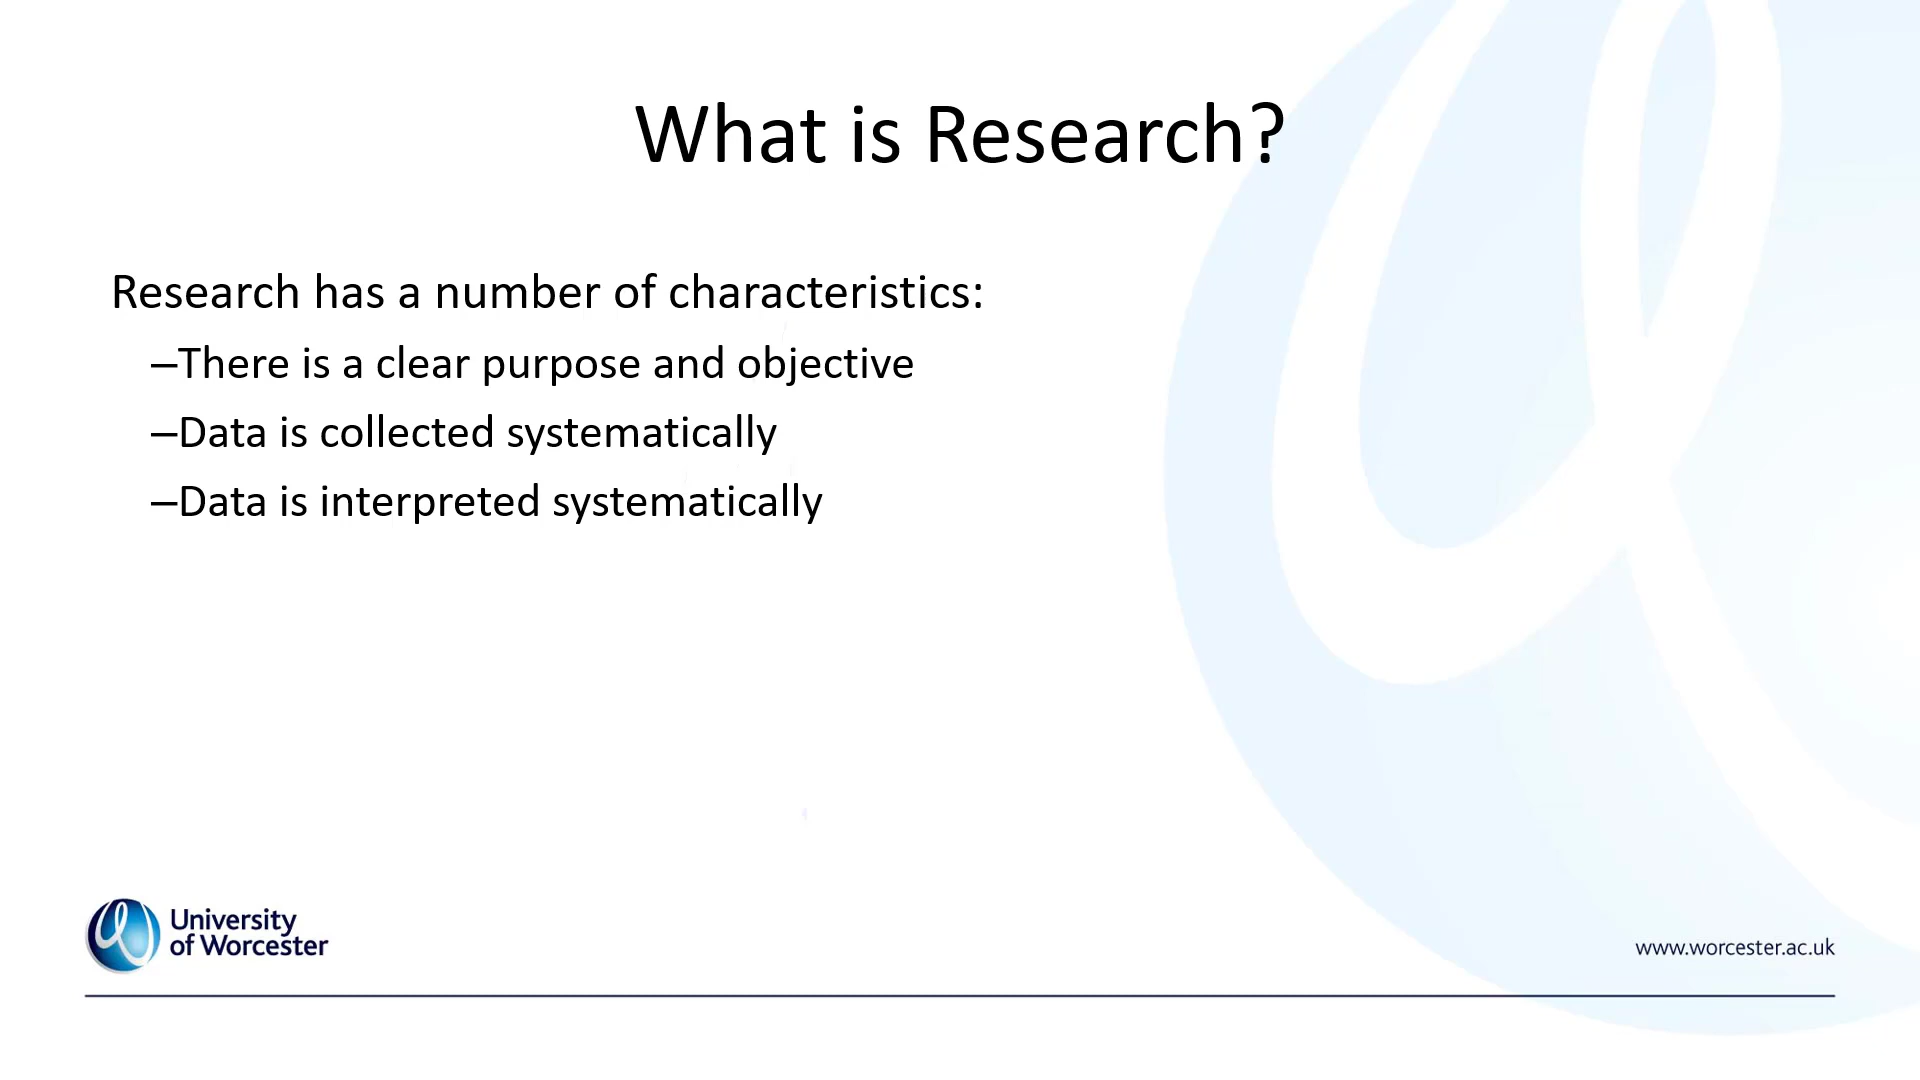 What is Research?
Research has a number of characteristics:
–There is a clear purpose and objective
–Data is collected systematically
–Data is interpreted systematically
University
of Worcester
www.worcester.ac.uk